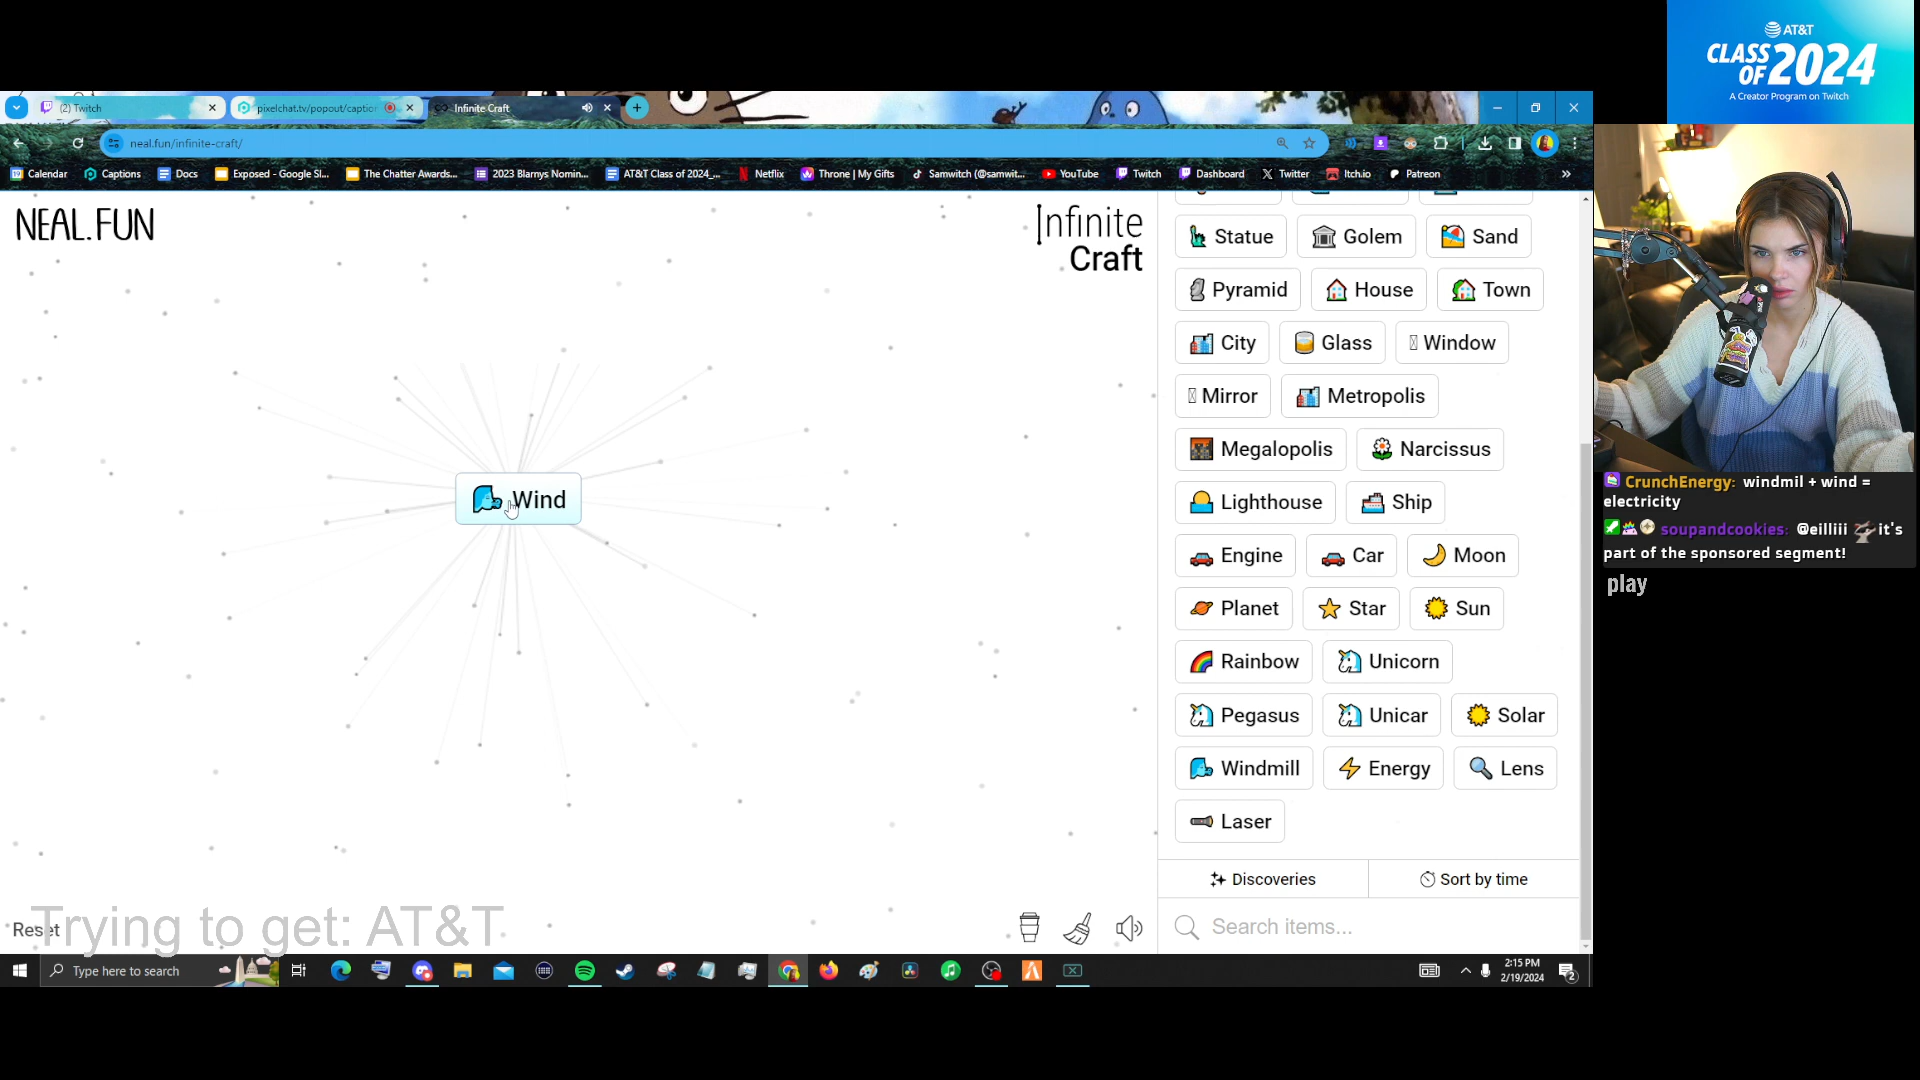 AT&T
CLASS
OF 2024
A Creator Program on Twitch
(2) Twitch
pixelchat.tv/popout/caption
Infinite Craft
neal.fun/infinite-craft/
Calendar
Captions
Docs
Exposed - Google Sl...
The Chatter Awards...
2023 Blarnys Nomin...
AT&T Class of 2024_...
Netflix
Throne | My Gifts
Samwitch (@samwit...
YouTube
Twitch
Dashboard
Twitter
Itch.io
Patreon
NEAL.FUN
Infinite
Craft
Wind
Statue
Golem
Sand
Pyramid
House
Town
City
Glass
Window
Mirror
Metropolis
Megalopolis
Narcissus
Lighthouse
Ship
Engine
Car
Moon
Planet
Star
Sun
Rainbow
Unicorn
Pegasus
Unicar
Solar
Windmill
Energy
Lens
Laser
Discoveries
Sort by time
Search items...
Reset
Trying to get: AT&T
CrunchEnergy: windmil + wind =
electricity
soupandcookies: @eilliii it's
part of the sponsored segment!
play
Type here to search
2:15 PM
2/19/2024
2